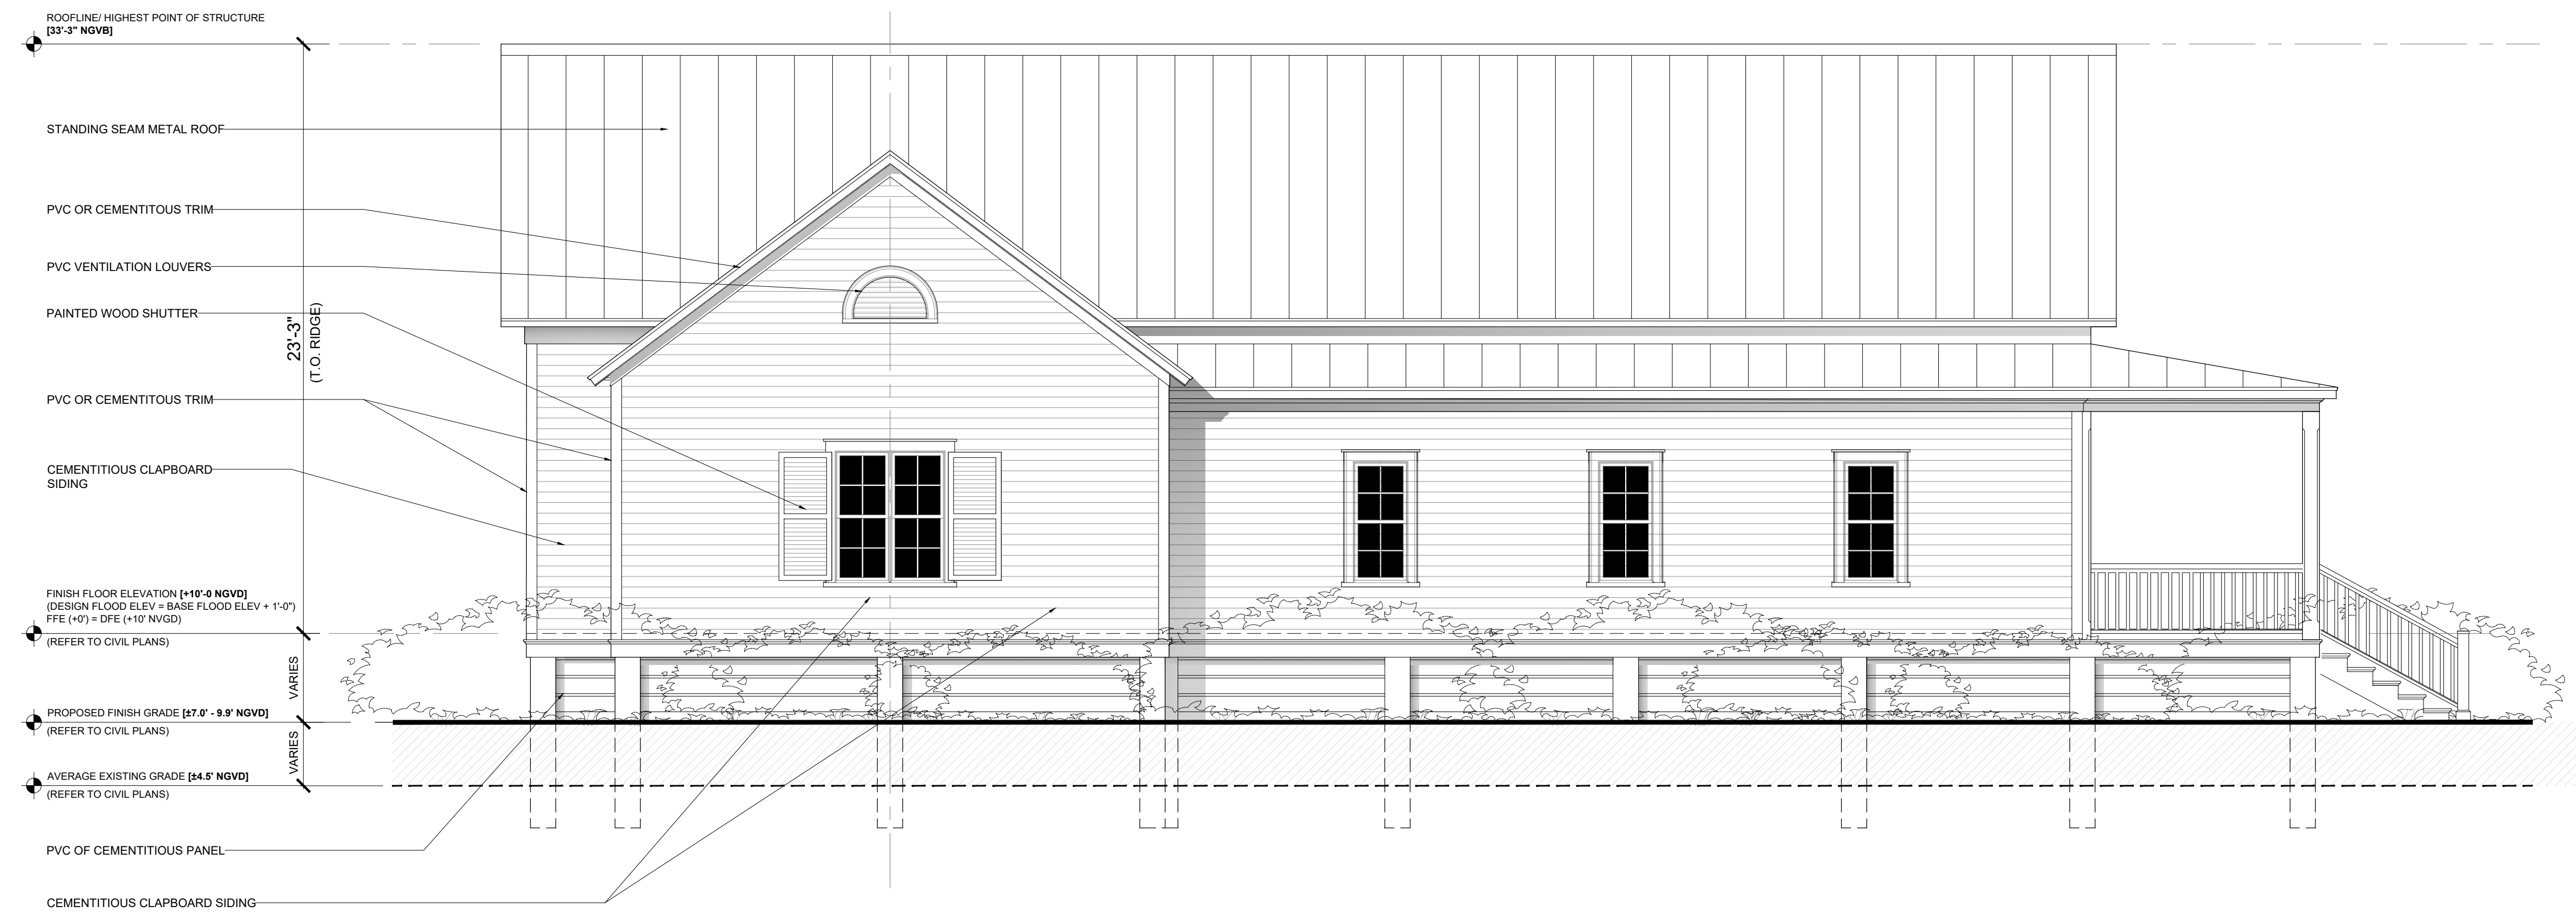 ROOFLINE/ HIGHEST POINT OF STRUCTURE
[33'-3" NGVB]
STANDING SEAM METAL ROOF
PVC OR CEMENTITOUS TRIM
PVC VENTILATION LOUVERS
PAINTED WOOD SHUTTER
23'-3"
(T.O. RIDGE)
PVC OR CEMENTITOUS TRIM
CEMENTITIOUS CLAPBOARD
SIDING
FINISH FLOOR ELEVATION [+10'-0 NGVD]
(DESIGN FLOOD ELEV = BASE FLOOD ELEV + 1'-0")
FFE (+0') = DFE (+10' NVGD)
(REFER TO CIVIL PLANS)
VARIES
PROPOSED FINISH GRADE [±7.0' - 9.9' NGVD]
(REFER TO CIVIL PLANS)
VARIES
AVERAGE EXISTING GRADE [±4.5' NGVD]
(REFER TO CIVIL PLANS)
PVC OF CEMENTITIOUS PANEL
CEMENTITIOUS CLAPBOARD SIDING